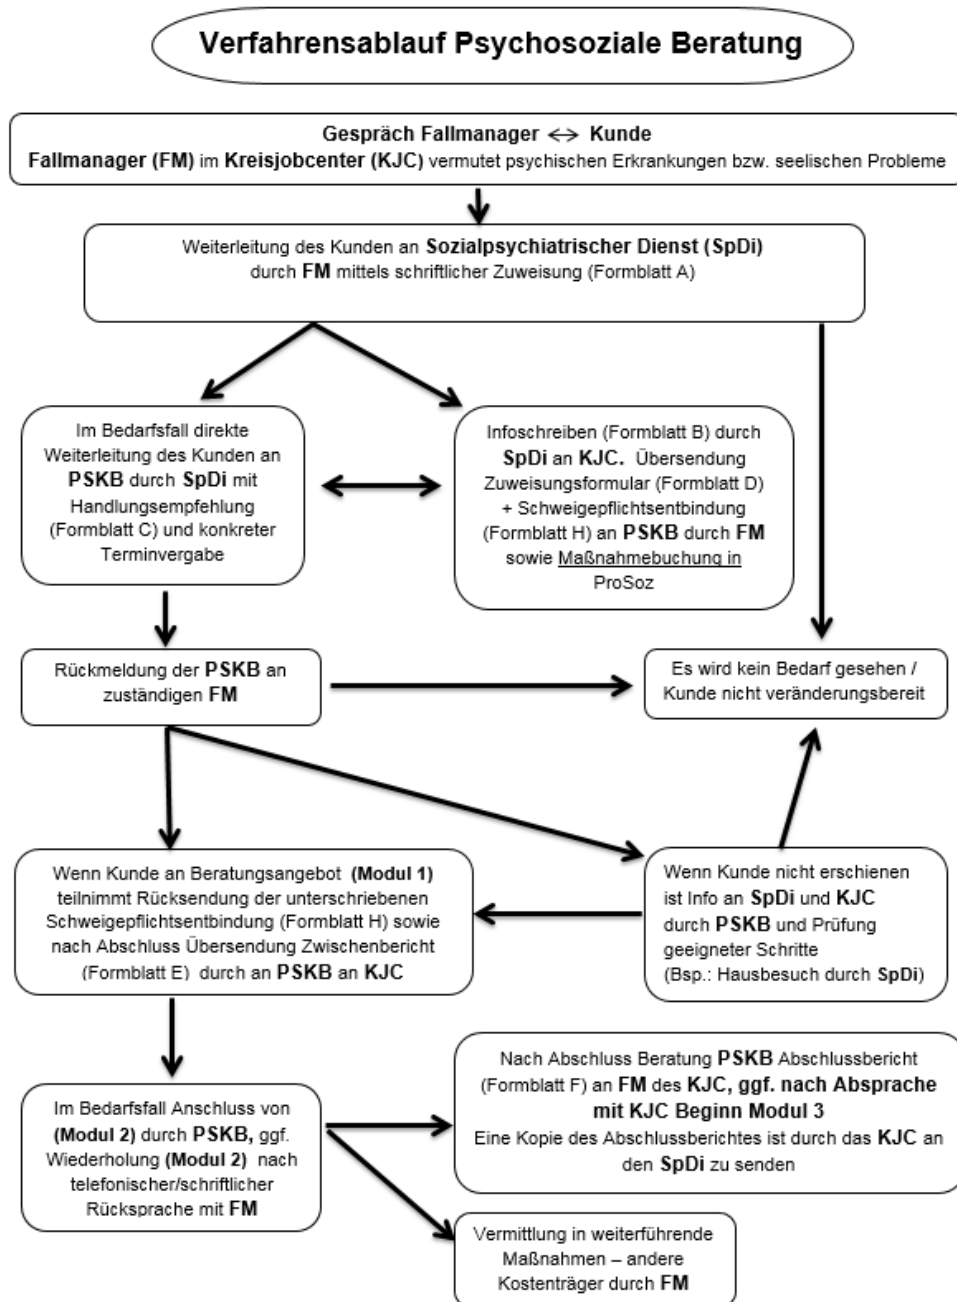 Verfahrensablauf Psychosoziale Beratung
Gespräch Fallmanager ↔ Kunde
Fallmanager (FM) im Kreisjobcenter (KJC) vermutet psychischen Erkrankungen bzw. seelischen Probleme
Weiterleitung des Kunden an Sozialpsychiatrischer Dienst (SpDi)
durch FM mittels schriftlicher Zuweisung (Formblatt A)
Im Bedarfsfall direkte
Weiterleitung des Kunden an
PSKB durch SpDi mit
Handlungsempfehlung
(Formblatt C) und konkreter
Terminvergabe
Infoschreiben (Formblatt B) durch
SpDi an KJC. Übersendung
Zuweisungsformular (Formblatt D)
+ Schweigepflichtsentbindung
(Formblatt H) an PSKB durch FM
sowie Maßnahmebuchung in
ProSoz
Rückmeldung der PSKB an
zuständigen FM
Es wird kein Bedarf gesehen /
Kunde nicht veränderungsbereit
Wenn Kunde an Beratungsangebot (Modul 1)
teilnimmt Rücksendung der unterschriebenen
Schweigepflichtsentbindung (Formblatt H) sowie
nach Abschluss Übersendung Zwischenbericht
(Formblatt E) durch an PSKB an KJC
Wenn Kunde nicht erschienen
ist Info an SpDi und KJC
durch PSKB und Prüfung
geeigneter Schritte
(Bsp.: Hausbesuch durch SpDi)
Im Bedarfsfall Anschluss von
(Modul 2) durch PSKB, ggf.
Wiederholung (Modul 2) nach
telefonischer/schriftlicher
Rücksprache mit FM
Nach Abschluss Beratung PSKB Abschlussbericht
(Formblatt F) an FM des KJC, ggf. nach Absprache
mit KJC Beginn Modul 3
Eine Kopie des Abschlussberichtes ist durch das KJC an
den SpDi zu senden
Vermittlung in weiterführende
Maßnahmen – andere
Kostenträger durch FM